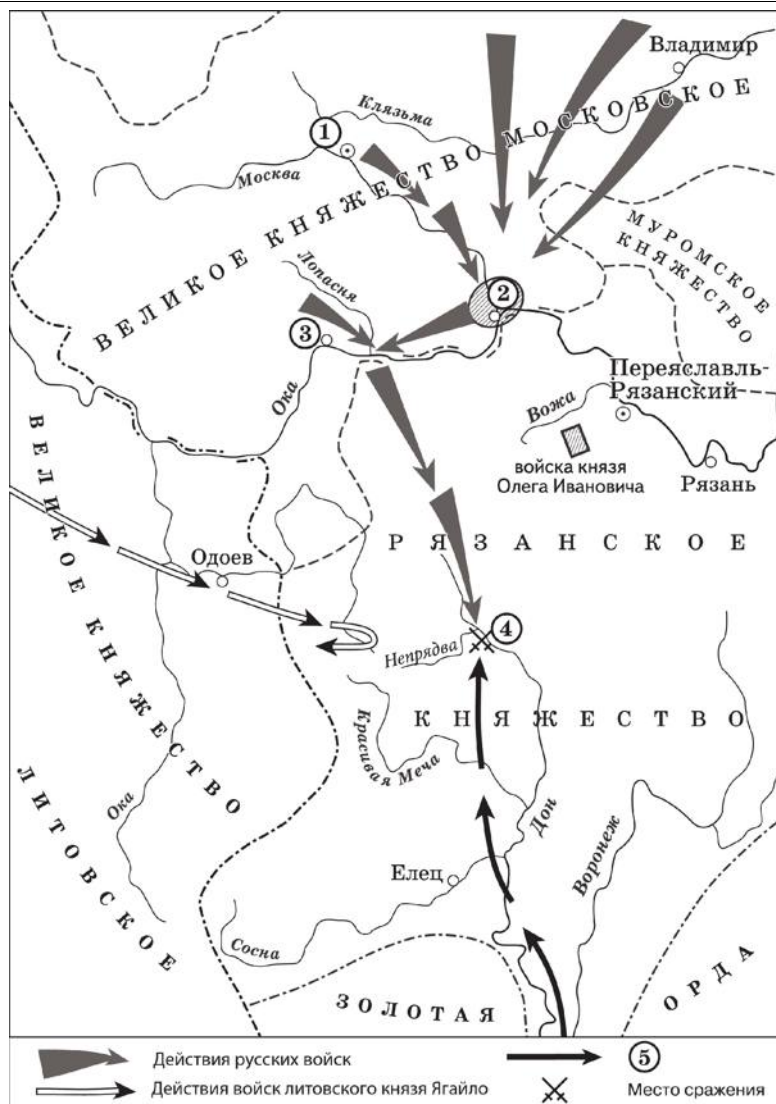 Владимир
Клязьма
1
Москва
ВЕЛИКОЕ КНЯЖЕСТВО МОСКОВСКОЕ
МУРОМСКОЕ
КНЯЖЕСТВО
Лопасня
2
3
Ока
Переяславль-
Рязанский
Вожа
войска князя
Олега Ивановича
Рязань
ВЕЛИКОЕ КНЯЖЕСТВО
ЛИТОВСКОЕ
Одоев
РЯЗАНСКОЕ
4
Непрядва
КНЯЖЕСТВО
Красивая Меча
Ока
Дон
Воронеж
Елец
Сосна
ЗОЛОТАЯ ОРДА
Действия русских войск
5
Действия войск литовского князя Ягайло
Место сражения